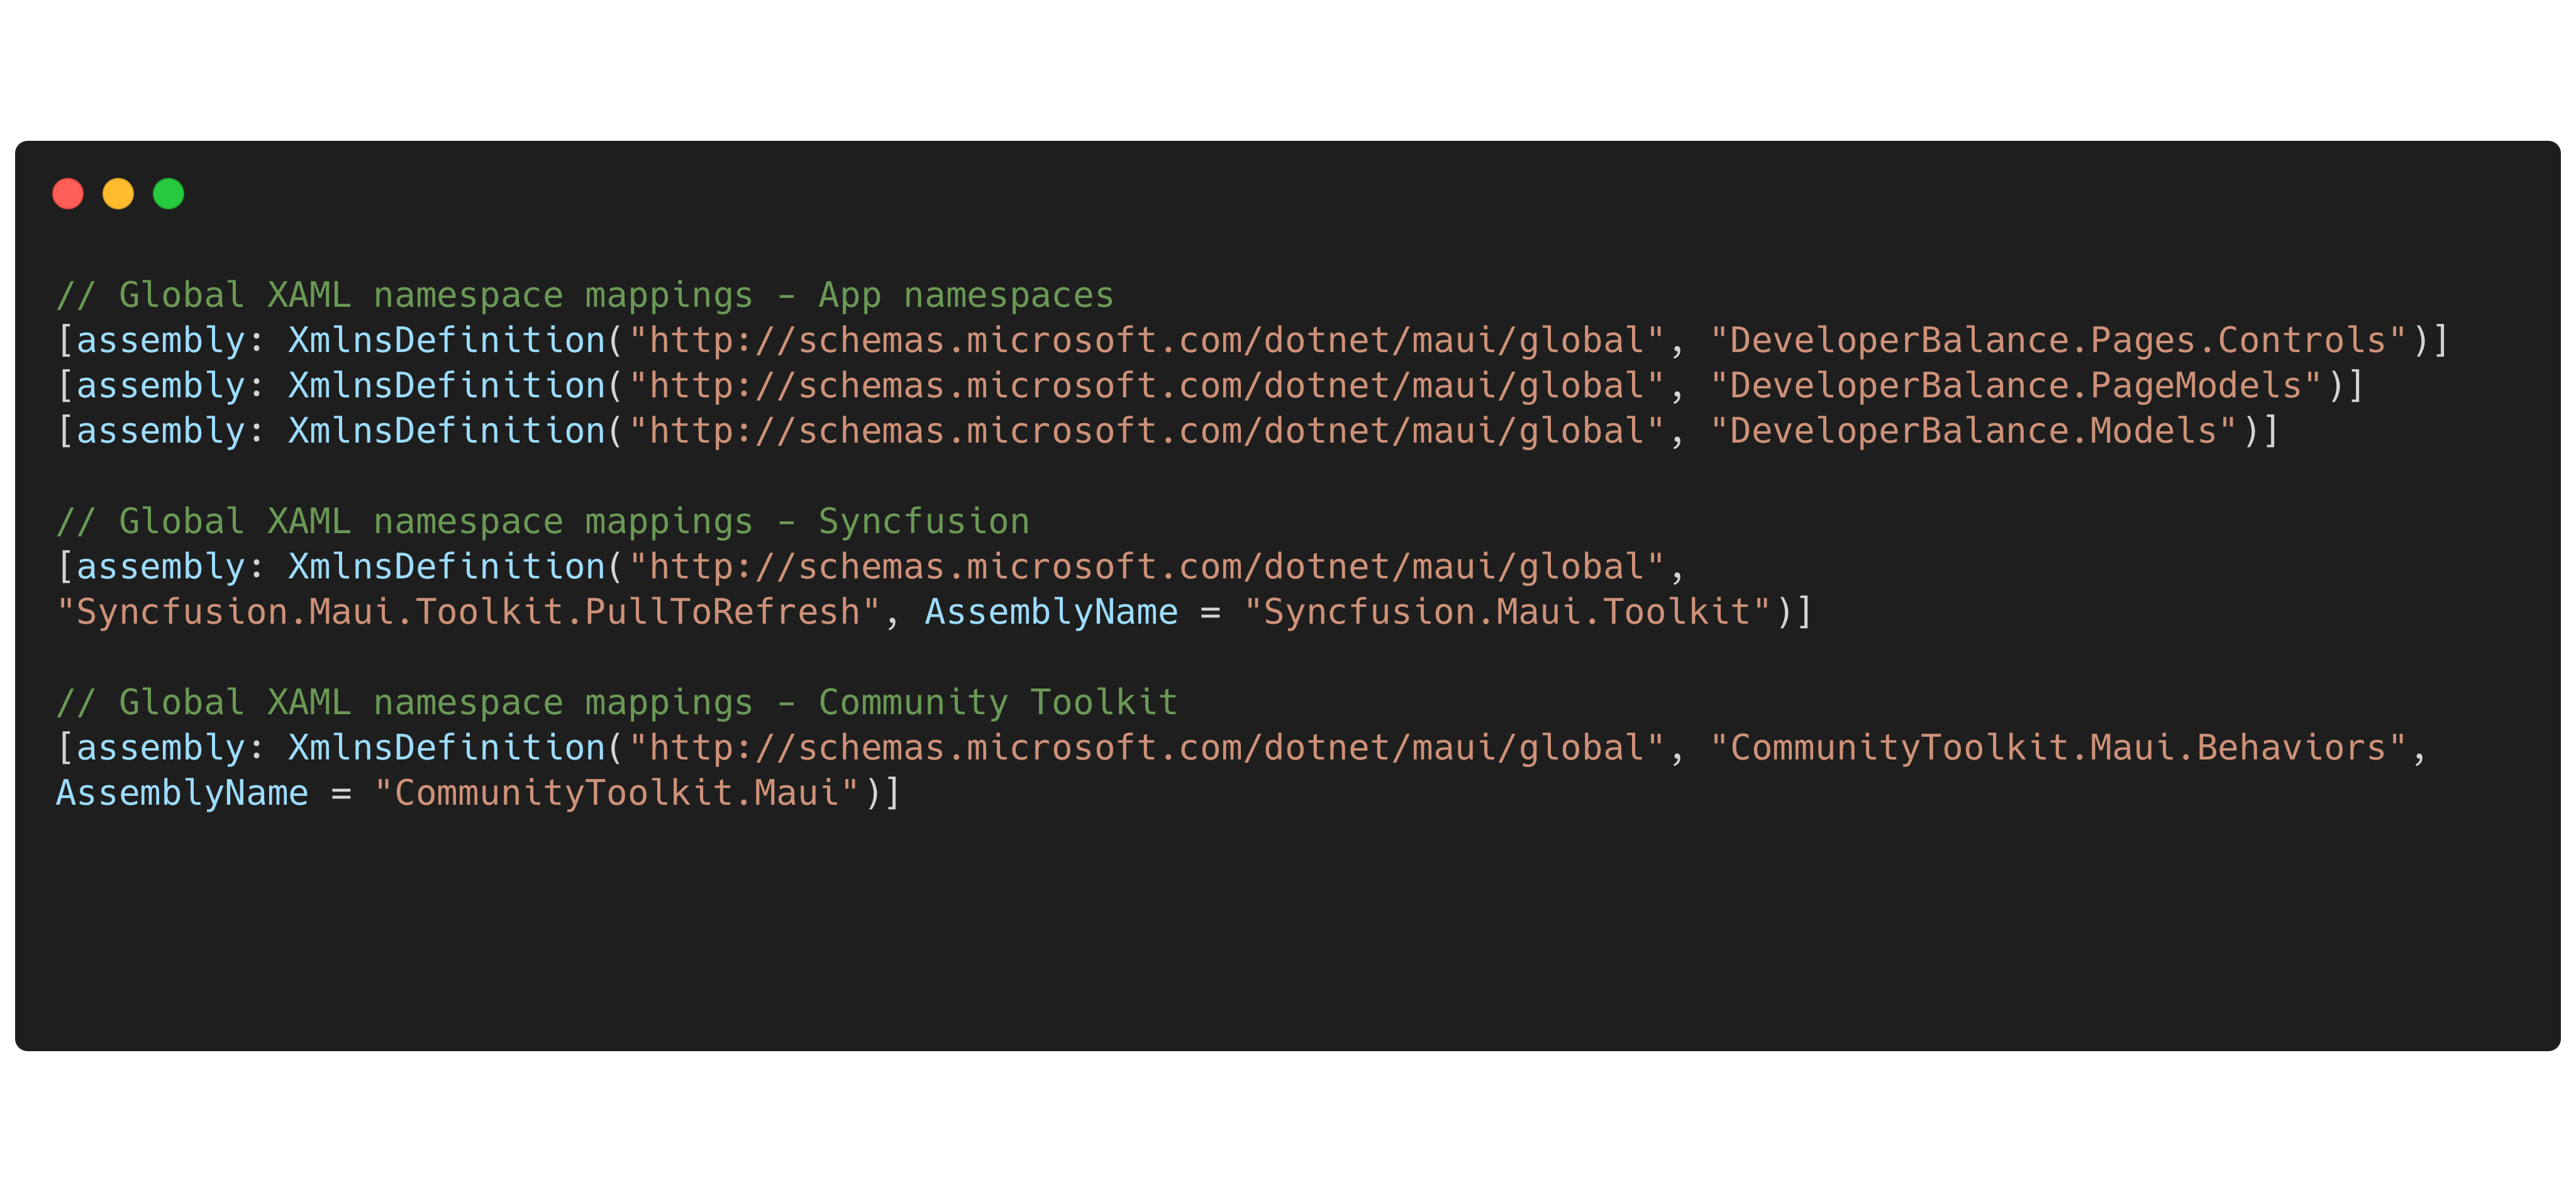 // Global XAML namespace mappings - App namespaces
[assembly: XmlnsDefinition("http://schemas.microsoft.com/dotnet/maui/global", "DeveloperBalance.Pages.Controls")]
[assembly: XmlnsDefinition("http://schemas.microsoft.com/dotnet/maui/global", "DeveloperBalance.PageModels")]
[assembly: XmlnsDefinition("http://schemas.microsoft.com/dotnet/maui/global", "DeveloperBalance.Models")]
// Global XAML namespace mappings - Syncfusion
[assembly: XmlnsDefinition("http://schemas.microsoft.com/dotnet/maui/global",
"Syncfusion.Maui.Toolkit.PullToRefresh", AssemblyName = "Syncfusion.Maui.Toolkit")]
// Global XAML namespace mappings - Community Toolkit
[assembly: XmlnsDefinition("http://schemas.microsoft.com/dotnet/maui/global", "CommunityToolkit.Maui.Behaviors",
AssemblyName = "CommunityToolkit.Maui")]